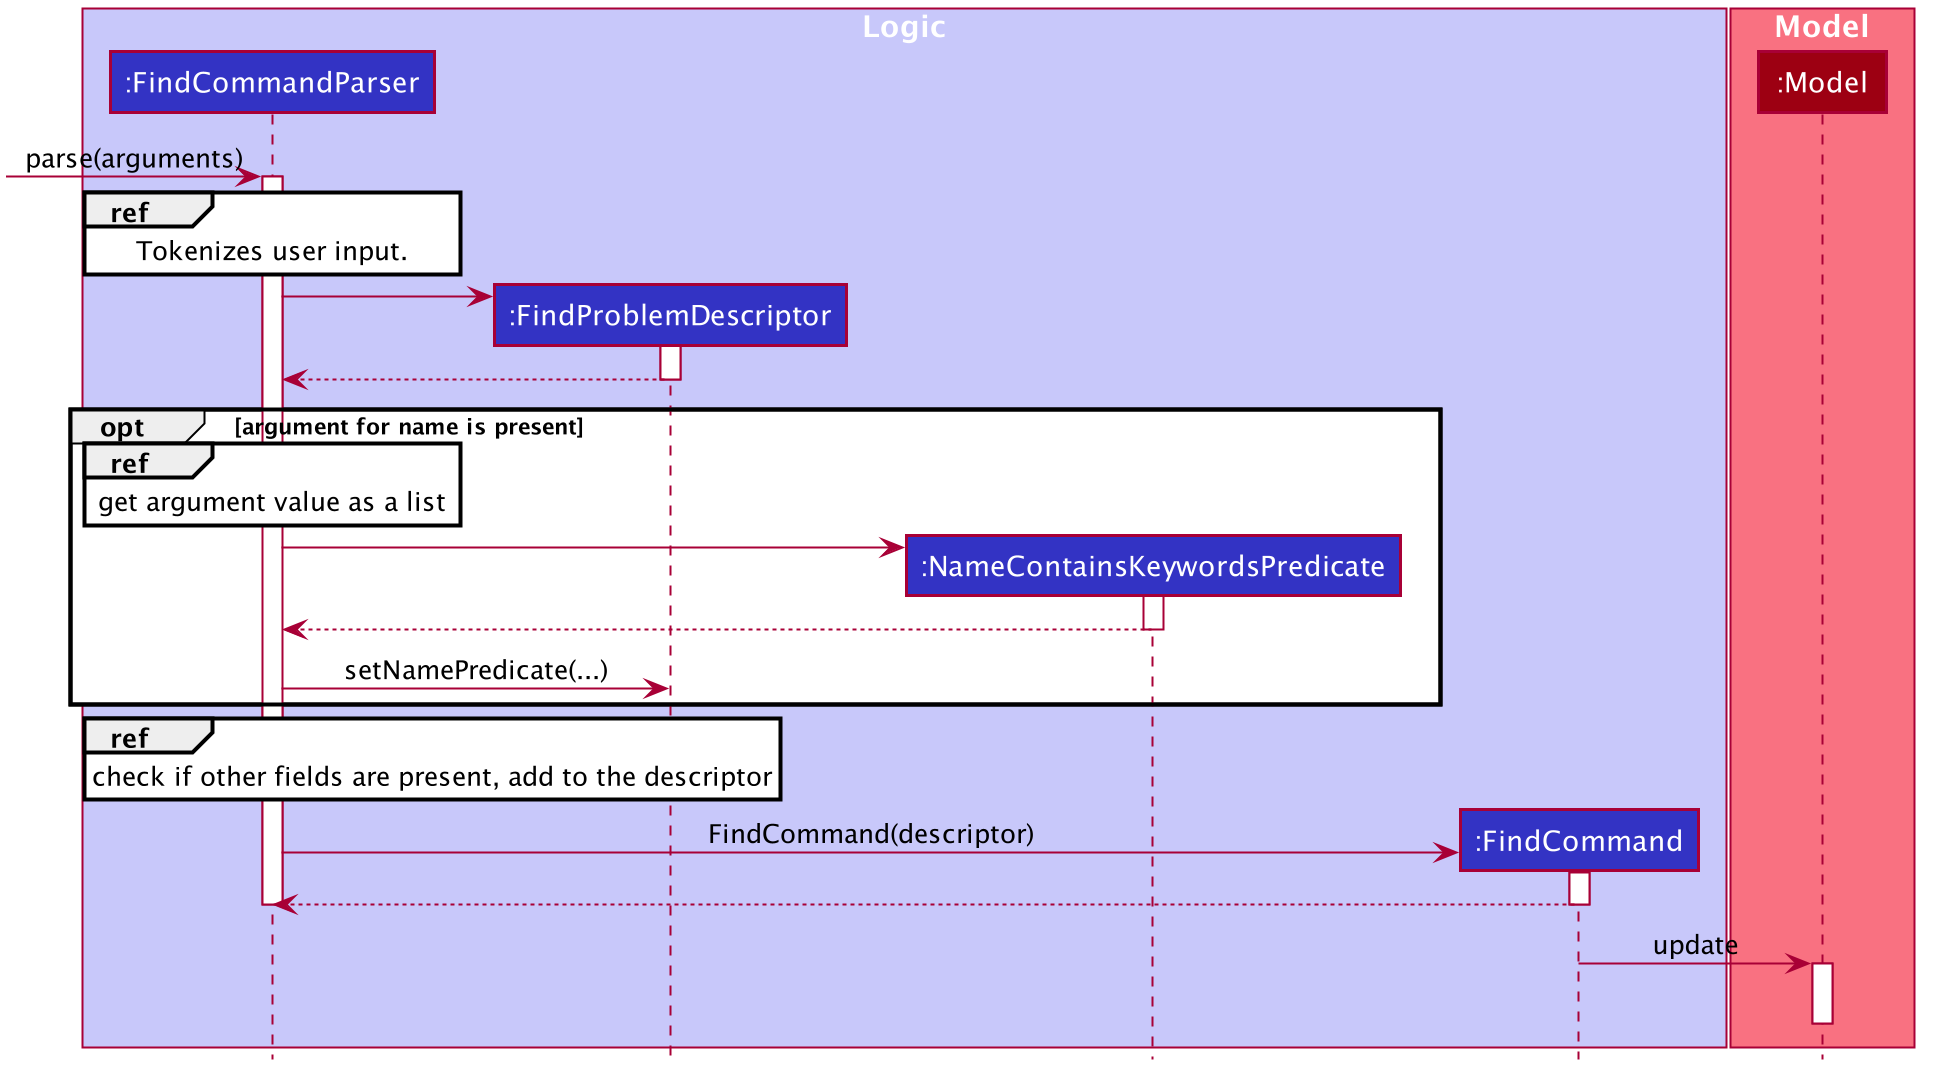 Logic
Model
:FindCommandParser
:Model
parse(arguments)
ref
Tokenizes user input.
:FindProblemDescriptor
opt
[argument for name is present]
ref
get argument value as a list
:NameContainsKeywordsPredicate
setNamePredicate(...)
ref
check if other fields are present, add to the descriptor
FindCommand(descriptor)
:FindCommand
update